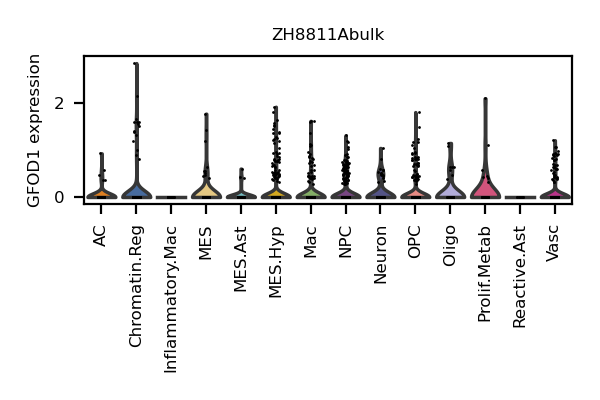 ZH8811Abulk
GFOD1 expression
2
0
AC
Chromatin.Reg
Inflammatory.Mac
MES
MES.Ast
MES.Hyp
Mac
NPC
Neuron
OPC
Oligo
Prolif.Metab
Reactive.Ast
Vasc